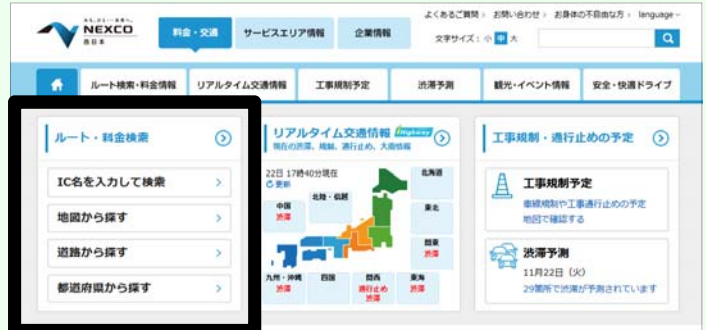 よくあるご質問
お問い合わせ
お身体の不自由な方
language
NEXCO
西日本
料金・交通
サービスエリア情報
企業情報
文字サイズ: 小 中 大
ルート検索・料金情報
リアルタイム交通情報
工事規制予定
渋滞予測
観光・イベント情報
安全・快適ドライブ
ルート・料金検索
IC名を入力して検索
地図から探す
道路から探す
都道府県から探す
リアルタイム交通情報
現在の渋滞、規制、通行止め、大雨情報
22日 17時40分現在
更新
北海道
北陸・信越
中国
渋滞
東北
関東
渋滞
九州・沖縄
渋滞
四国
関西
通行止め
渋滞
東海
渋滞
工事規制・通行止めの予定
工事規制予定
車線規制や工事通行止めの予定
地図で確認する
渋滞予測
11月22日(火)
29箇所で渋滞が予測されています